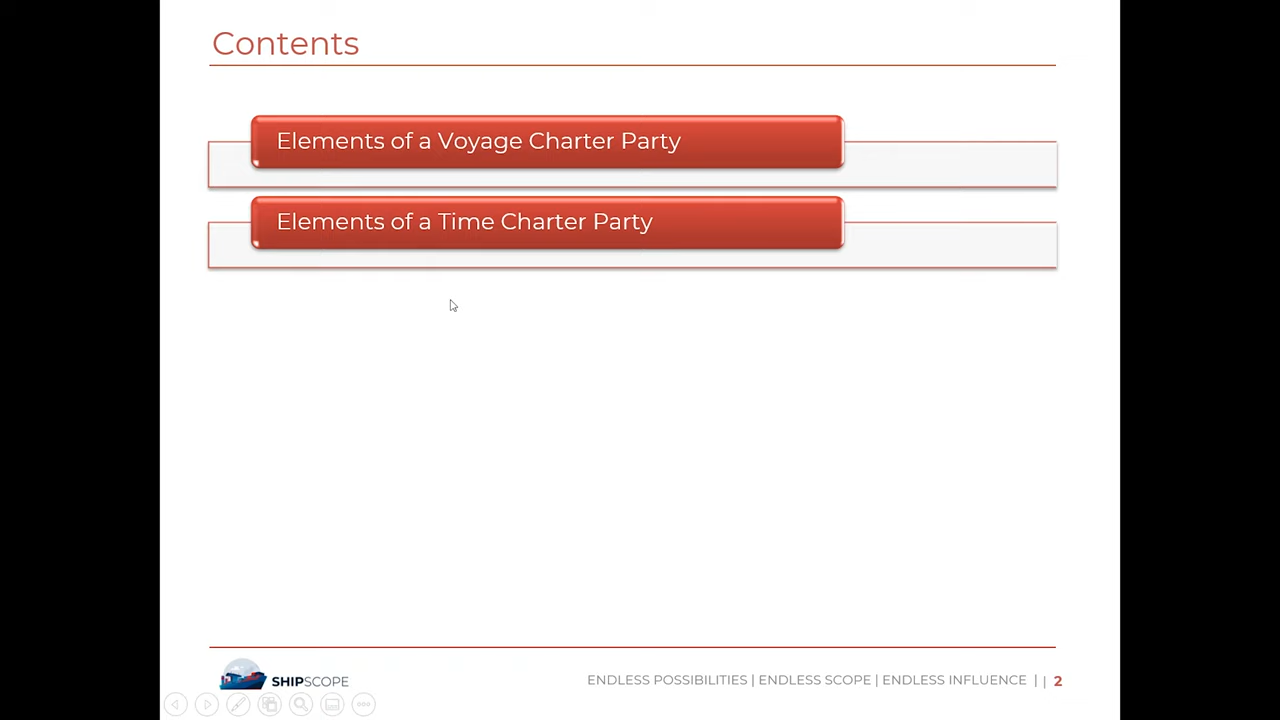 Contents
Elements of a Voyage Charter Party
Elements of a Time Charter Party
SHIPSCOPE
ENDLESS POSSIBILITIES | ENDLESS SCOPE | ENDLESS INFLUENCE | | 2